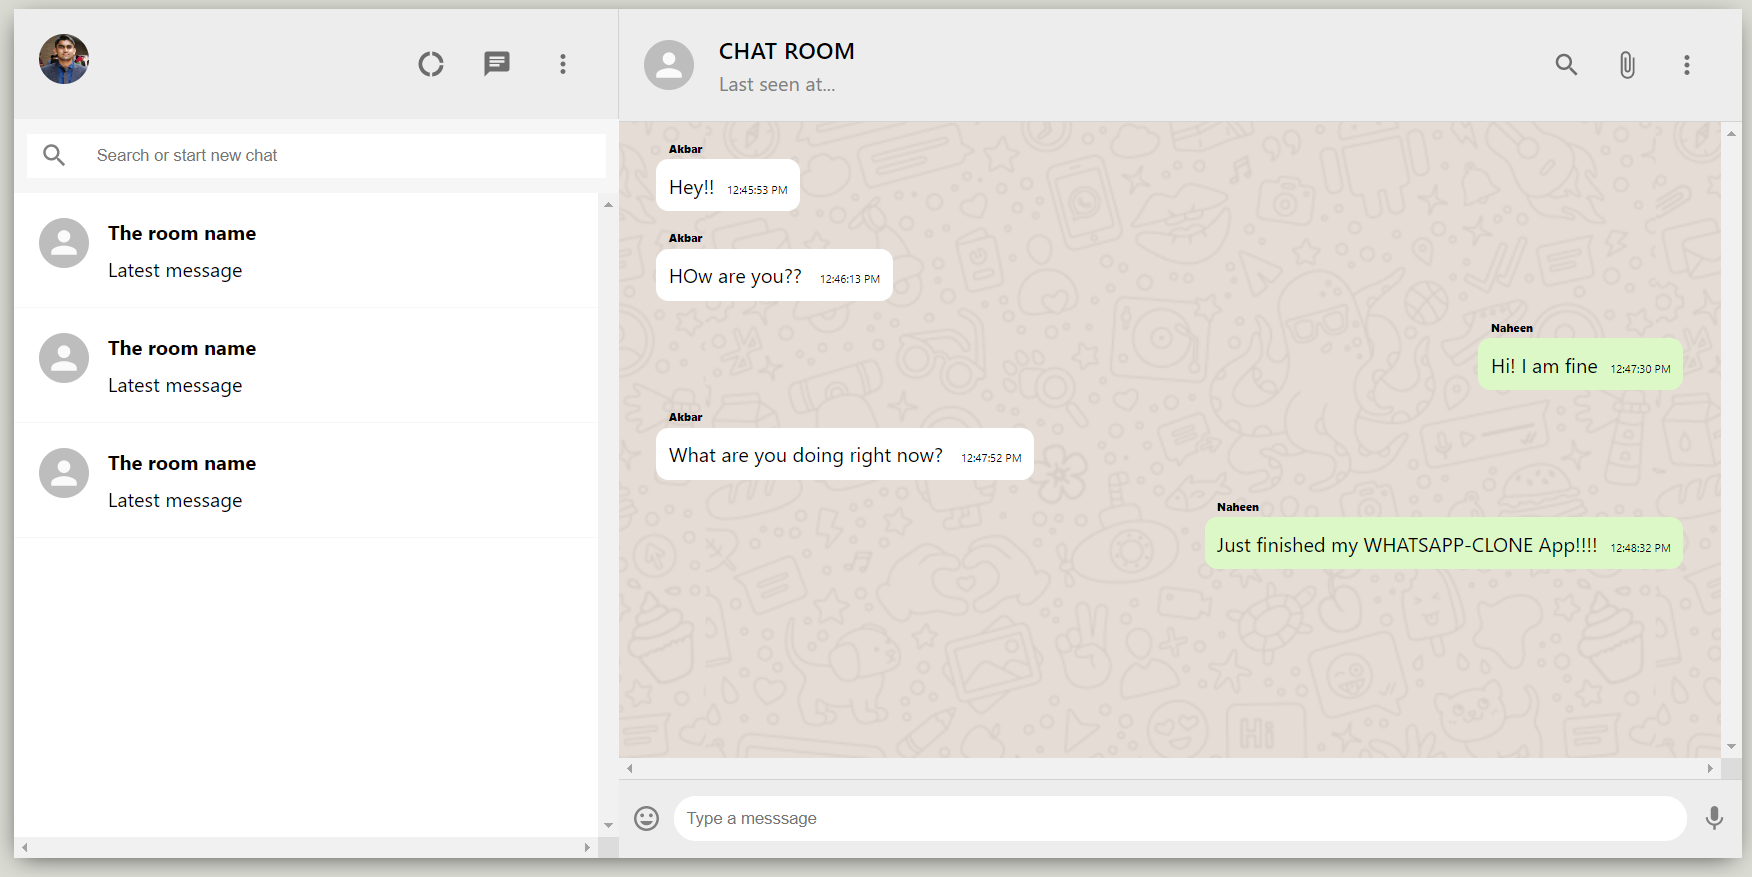 CHAT ROOM
Last seen at...
Search or start new chat
The room name
Latest message
The room name
Latest message
The room name
Latest message
Akbar
Hey!! 12:45:53 PM
Akbar
HOw are you?? 12:46:13 PM
Naheen
Hi! I am fine 12:47:30 PM
Akbar
What are you doing right now? 12:47:52 PM
Naheen
Just finished my WHATSAPP-CLONE App!!!! 12:48:32 PM
Hi
Type a messsage